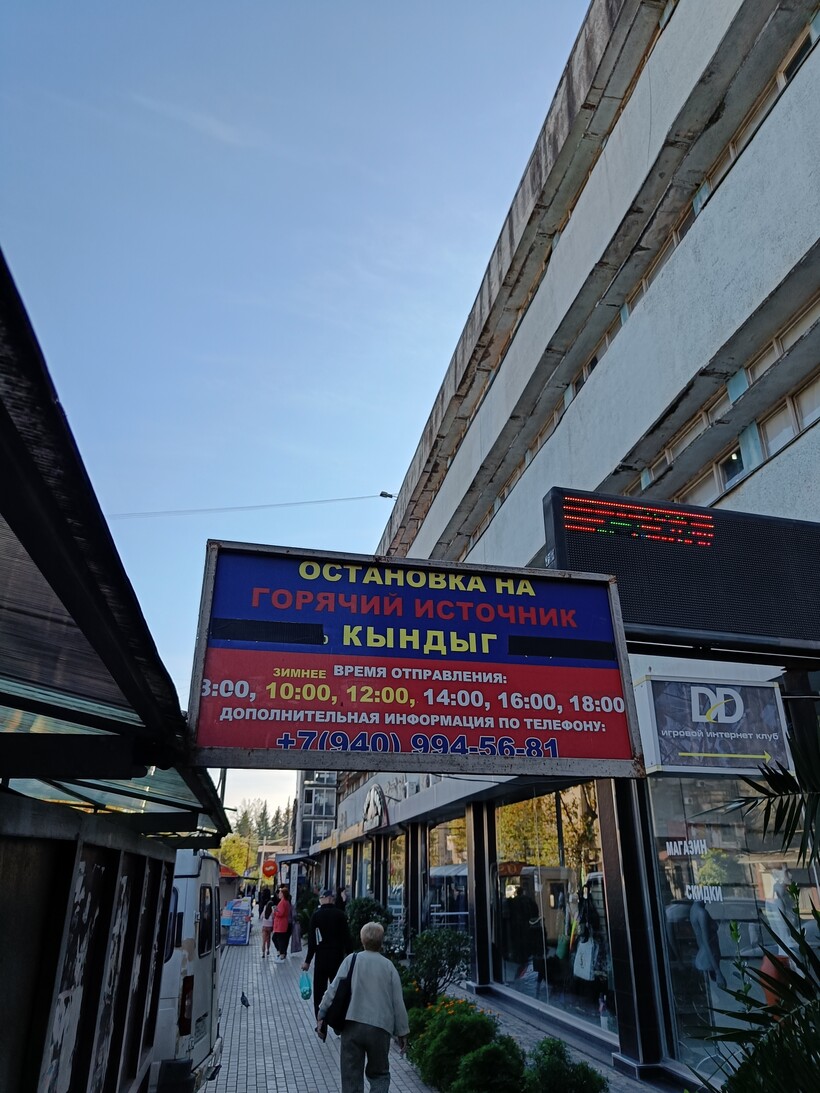 ОСТАНОВКА НА
ГОРЯЧИЙ ИСТОЧНИК
КЫНДЫГ
ЗИМНЕЕ ВРЕМЯ ОТПРАВЛЕНИЯ:
8:00, 10:00, 12:00, 14:00, 16:00, 18:00
ДОПОЛНИТЕЛЬНАЯ ИНФОРМАЦИЯ ПО ТЕЛЕФОНУ:
+7(940) 994-56-81
DD
игровой интернет клуб
МАГАЗИН
СКИДКИ